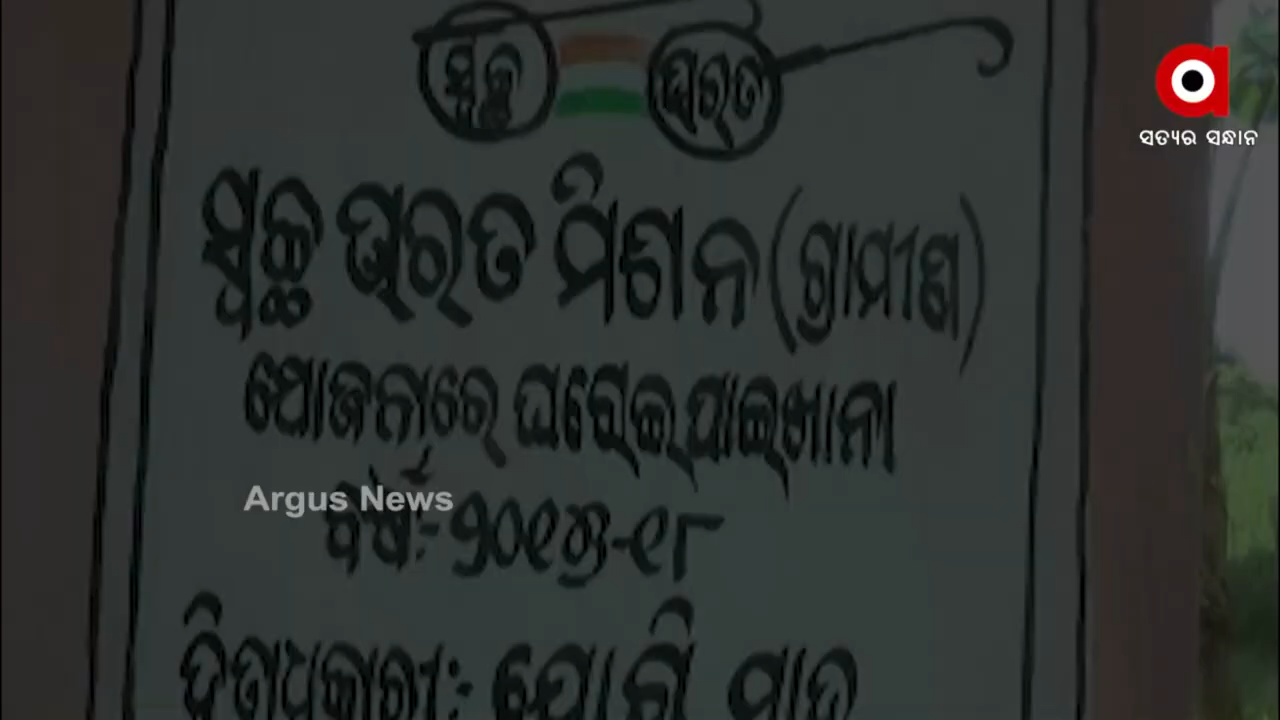 ସ୍ୱଚ୍ଛ ଭାରତ
ସତ୍ୟର ସନ୍ଧାନ
ସ୍ୱଚ୍ଛ ଭାରତ ମିଶନ (ଗ୍ରାମୀଣ)
ଯୋଜନାରେ ଘରୋଇ ପାଇଖାନା
Argus News
ବର୍ଷ:-୨୦୧୭-୧୮
ହିତାଧିକାରୀ:-